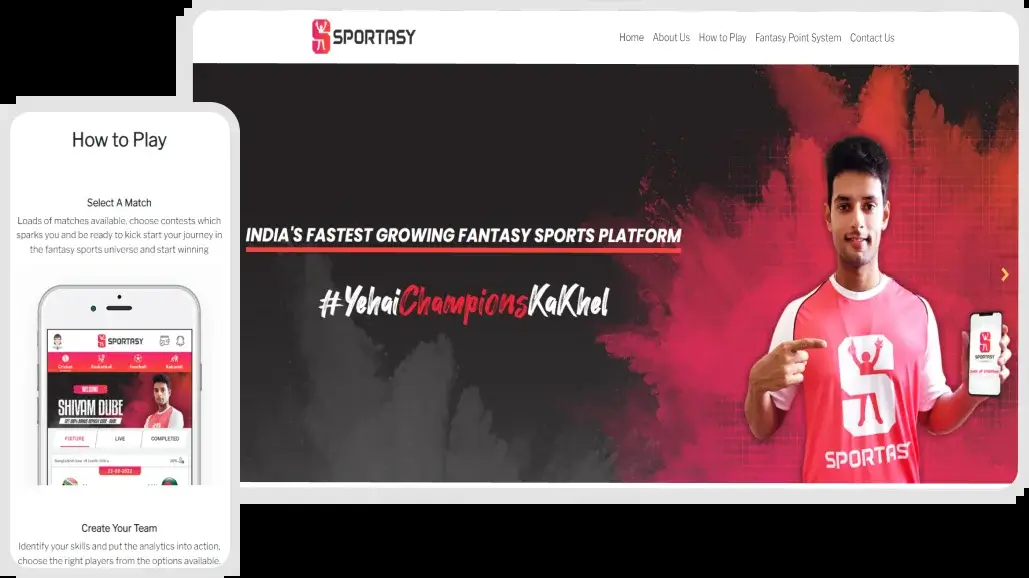 SPORTASY
Home About Us How to Play Fantasy Point System Contact Us
INDIA'S FASTEST GROWING FANTASY SPORTS PLATFORM
#YehaiChampionsKaKhel
SPORTASY
SPORTASY
How to Play
Select A Match
Loads of matches available, choose contests which
sparks you and be ready to kick start your journey in
the fantasy sports universe and start winning
SPORTASY
Cricket Basketball Football Kabaddi
WELCOME
SHIVAM DUBE
FIXTURE LIVE COMPLETED
Create Your Team
Identify your skills and put the analytics into action,
choose the right players from the options available.